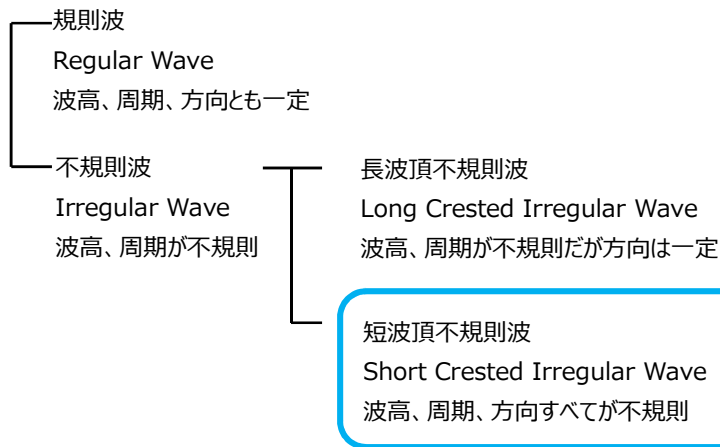 規則波
Regular Wave
波高、周期、方向とも一定
不規則波
Irregular Wave
波高、周期が不規則
長波頂不規則波
Long Crested Irregular Wave
波高、周期が不規則だが方向は一定
短波頂不規則波
Short Crested Irregular Wave
波高、周期、方向すべてが不規則